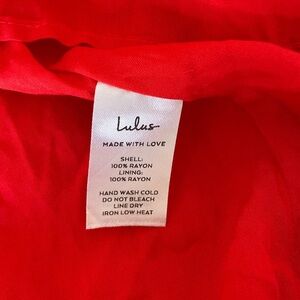 Lulus
MADE WITH LOVE
SHELL:
100% RAYON
LINING:
100% RAYON
HAND WASH COLD
DO NOT BLEACH
LINE DRY
IRON LOW HEAT